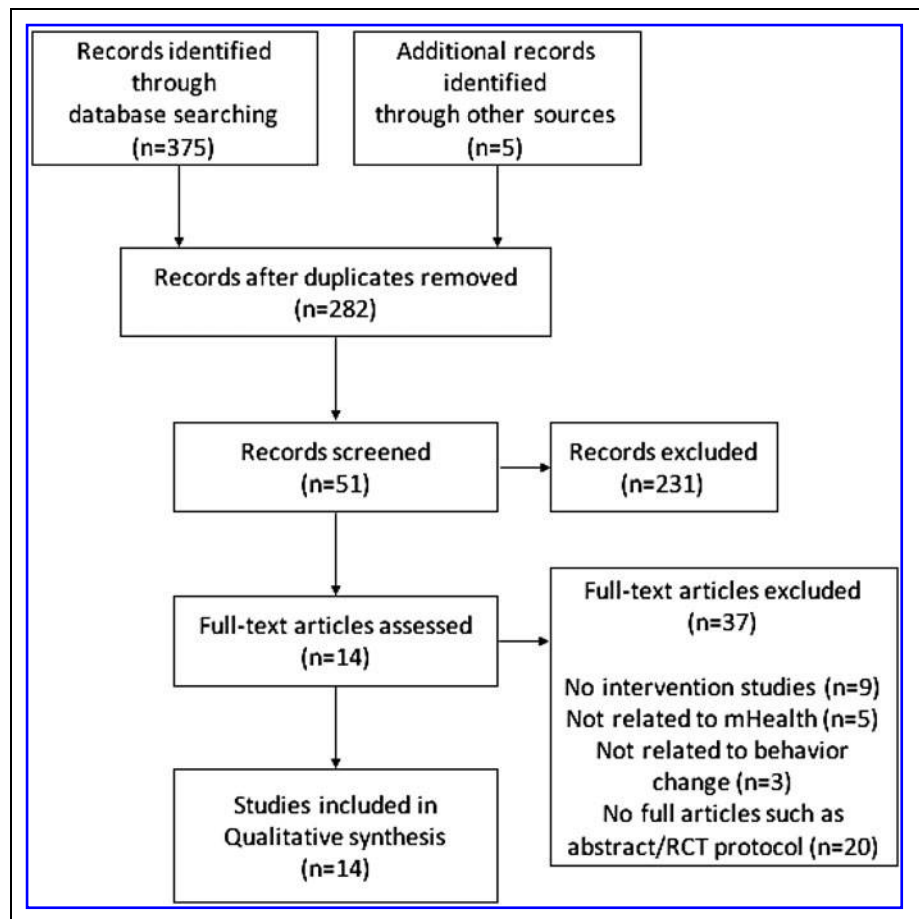 Records identified
through
database searching
(n=375)
Additional records
identified
through other sources
(n=5)
Records after duplicates removed
(n=282)
Records screened
(n=51)
Records excluded
(n=231)
Full-text articles assessed
(n=14)
Full-text articles excluded
(n=37)
No intervention studies (n=9)
Not related to mHealth (n=5)
Not related to behavior
change (n=3)
No full articles such as
abstract/RCT protocol (n=20)
Studies included in
Qualitative synthesis
(n=14)